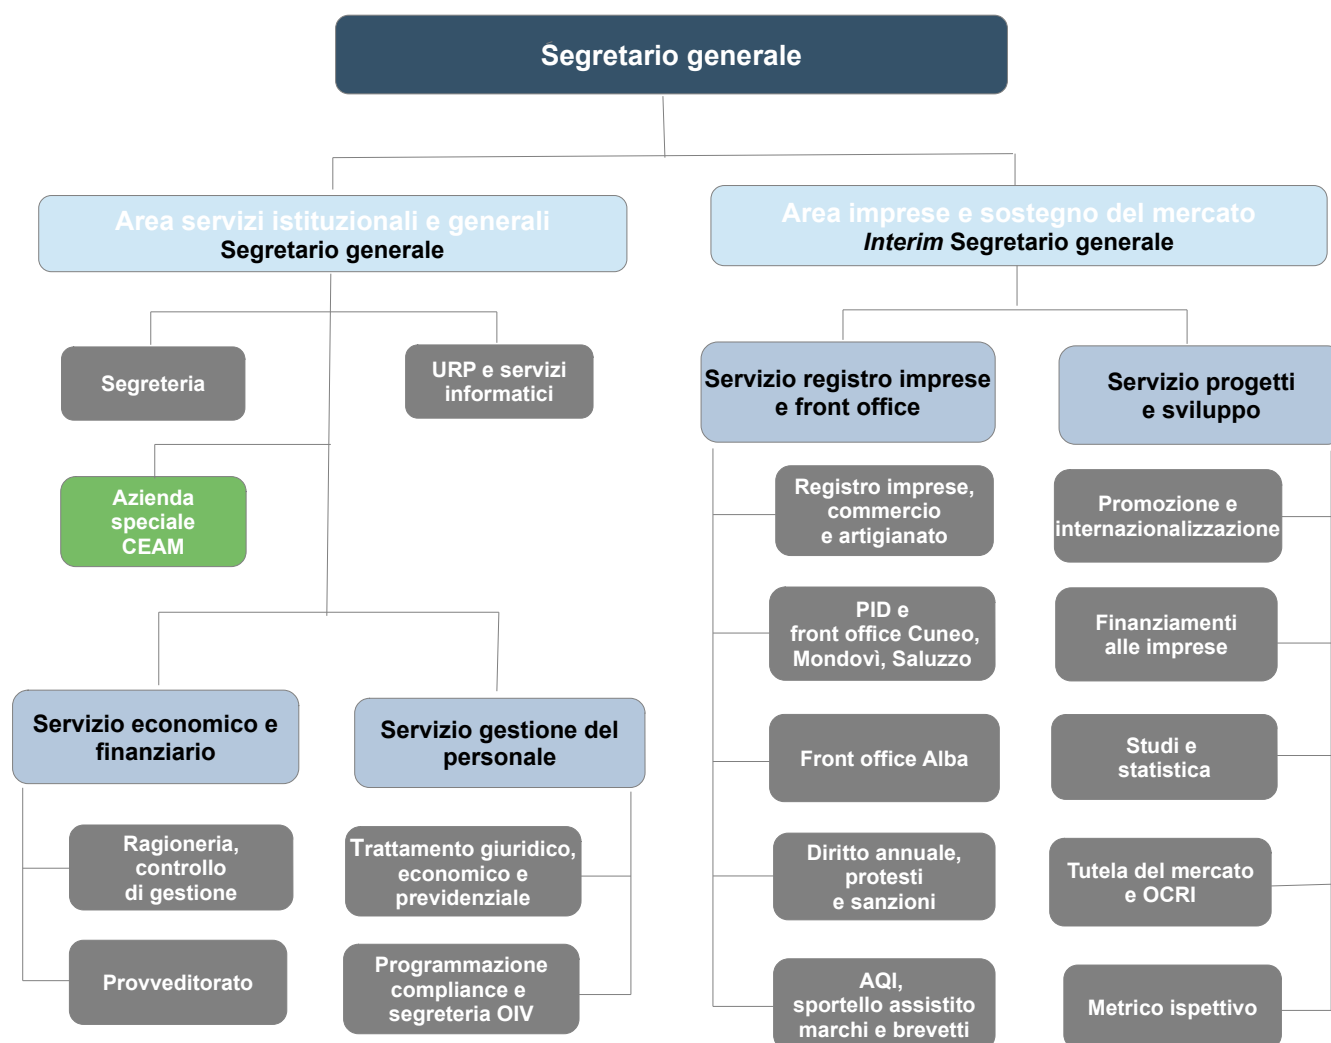 Segretario generale
Area servizi istituzionali e generali
Segretario generale
Area imprese e sostegno del mercato
Interim Segretario generale
Segreteria
URP e servizi
informatici
Azienda
speciale
CEAM
Servizio economico e
finanziario
Ragioneria,
controllo
di gestione
Provveditorato
Servizio gestione del
personale
Trattamento giuridico,
economico e
previdenziale
Programmazione
compliance e
segreteria OIV
Servizio registro imprese
e front office
Registro imprese,
commercio
e artigianato
PID e
front office Cuneo,
Mondovì, Saluzzo
Front office Alba
Diritto annuale,
protesti
e sanzioni
AQI,
sportello assistito
marchi e brevetti
Servizio progetti
e sviluppo
Promozione e
internazionalizzazione
Finanziamenti
alle imprese
Studi e
statistica
Tutela del mercato
e OCRI
Metrico ispettivo